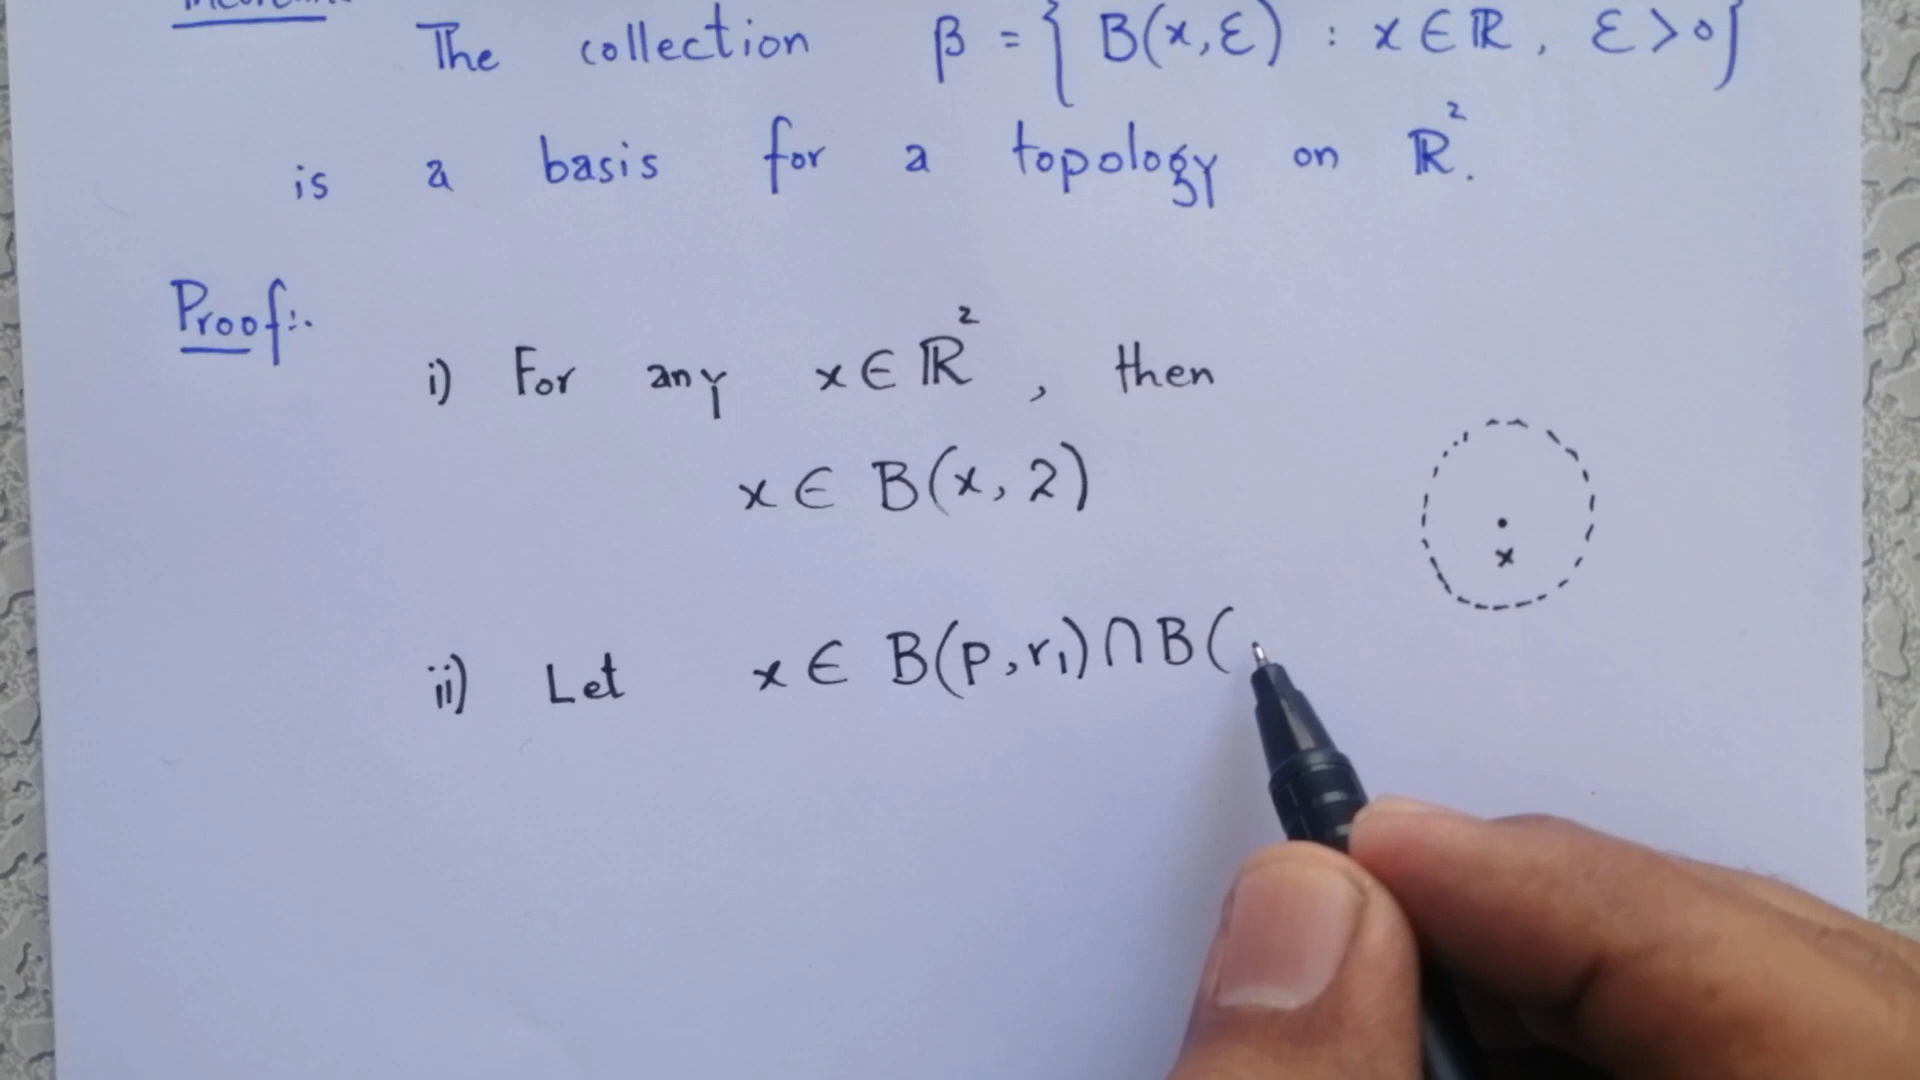 The collection β = { B(x, ε) : x ∈ ℝ, ε > 0 }
is a basis for a topology on ℝ².
Proof:.
i) For any x ∈ ℝ², then
x ∈ B(x, 2)
x
ii) Let x ∈ B(p, r₁) ∩ B(